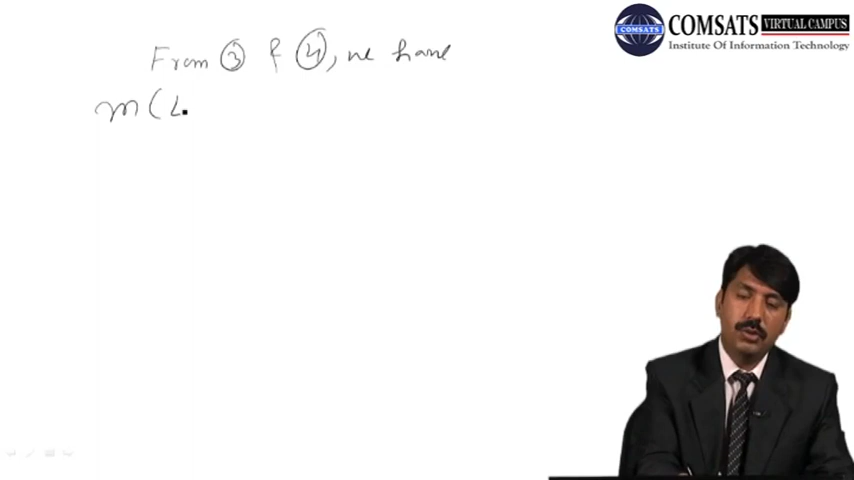 COMSATS VIRTUAL CAMPUS
Institute Of Information Technology
COMSATS
From ③ & ④, we have
m(L